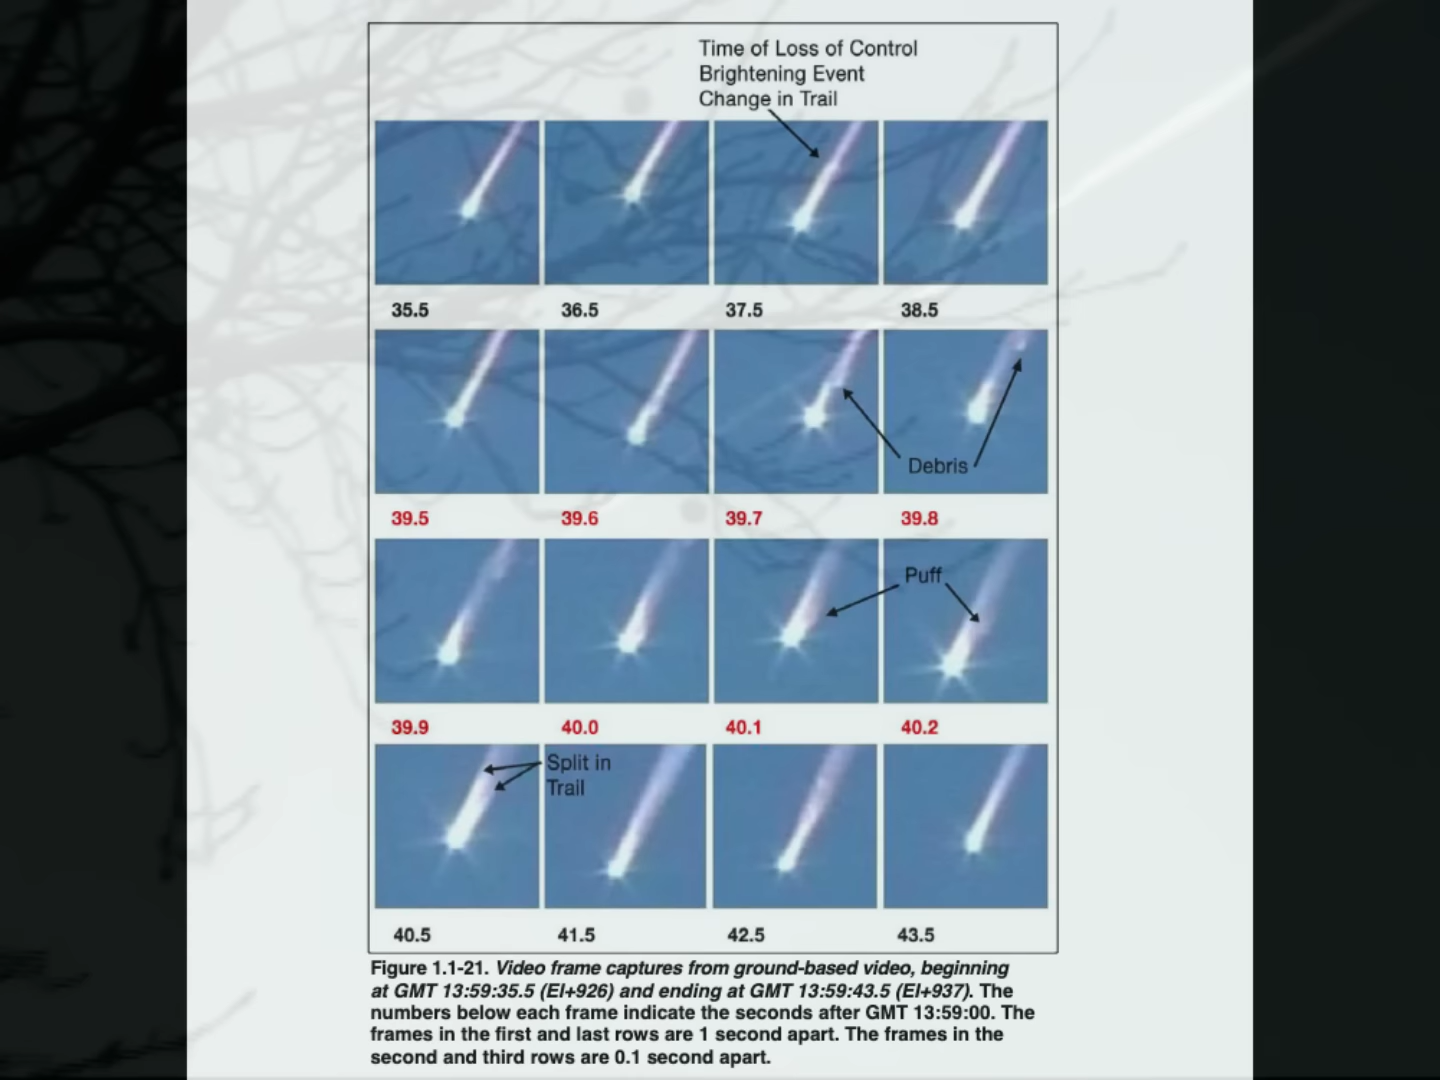 Time of Loss of Control
Brightening Event
Change in Trail
35.5 36.5 37.5 38.5
Debris
39.5 39.6 39.7 39.8
Puff
39.9 40.0 40.1 40.2
Split in
Trail
40.5 41.5 42.5 43.5
Figure 1.1-21. Video frame captures from ground-based video, beginning
at GMT 13:59:35.5 (EI+926) and ending at GMT 13:59:43.5 (EI+937). The
numbers below each frame indicate the seconds after GMT 13:59:00. The
frames in the first and last rows are 1 second apart. The frames in the
second and third rows are 0.1 second apart.